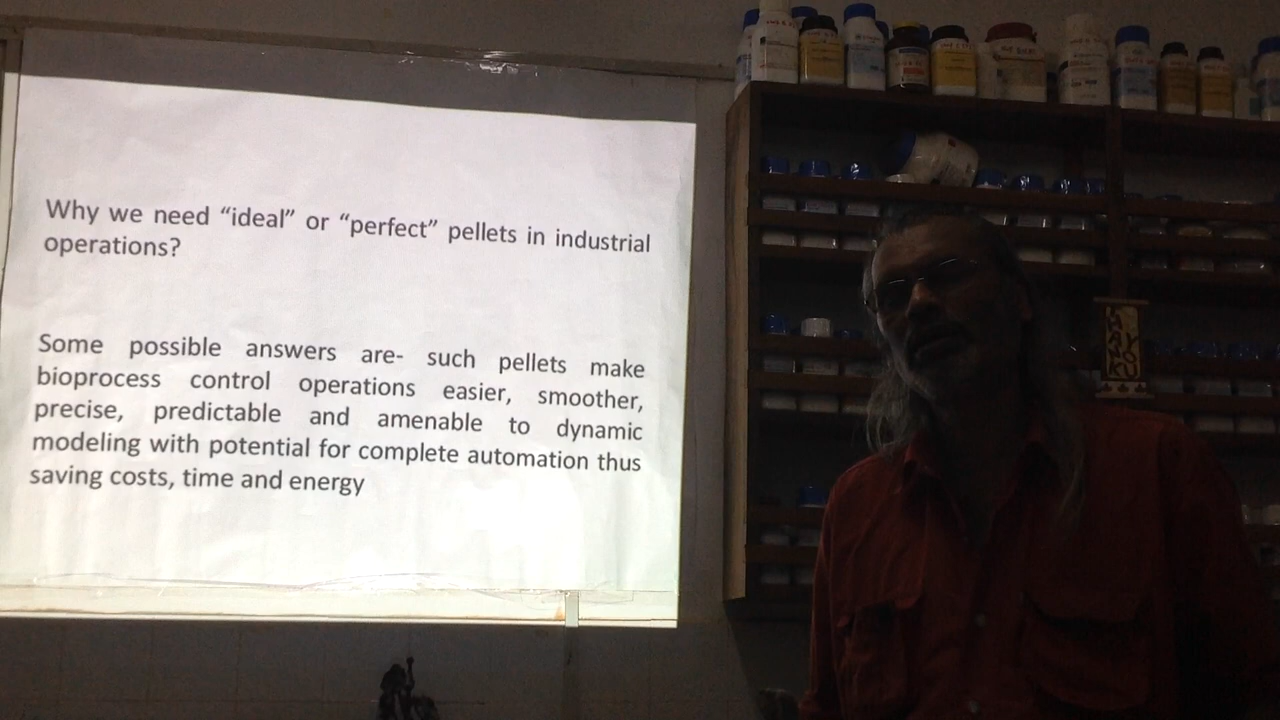 Why we need “ideal” or “perfect” pellets in industrial
operations?
Some possible answers are- such pellets make
bioprocess control operations easier, smoother,
precise, predictable and amenable to dynamic
modeling with potential for complete automation thus
saving costs, time and energy